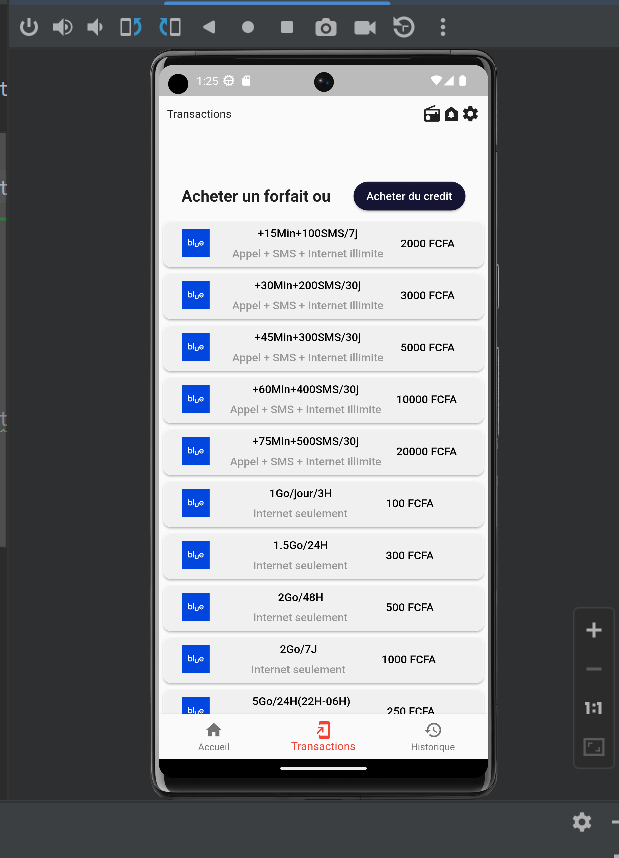 t
1:25
Transactions
t
Acheter un forfait ou
Acheter du credit
+15Min+100SMS/7j
blue
Appel + SMS + Internet illimite
2000 FCFA
+30Min+200SMS/30j
blue
Appel + SMS + Internet illimite
3000 FCFA
+45Min+300SMS/30j
blue
Appel + SMS + Internet illimite
5000 FCFA
+60Min+400SMS/30j
blue
Appel + SMS + Internet illimite
10000 FCFA
t
+75Min+500SMS/30j
blue
Appel + SMS + Internet illimite
20000 FCFA
1Go/jour/3H
blue
Internet seulement
100 FCFA
1.5Go/24H
blue
Internet seulement
300 FCFA
2Go/48H
blue
Internet seulement
500 FCFA
2Go/7J
blue
Internet seulement
1000 FCFA
5Go/24H(22H-06H)
blue
250 FCFA
1:1
Accueil
Transactions
Historique